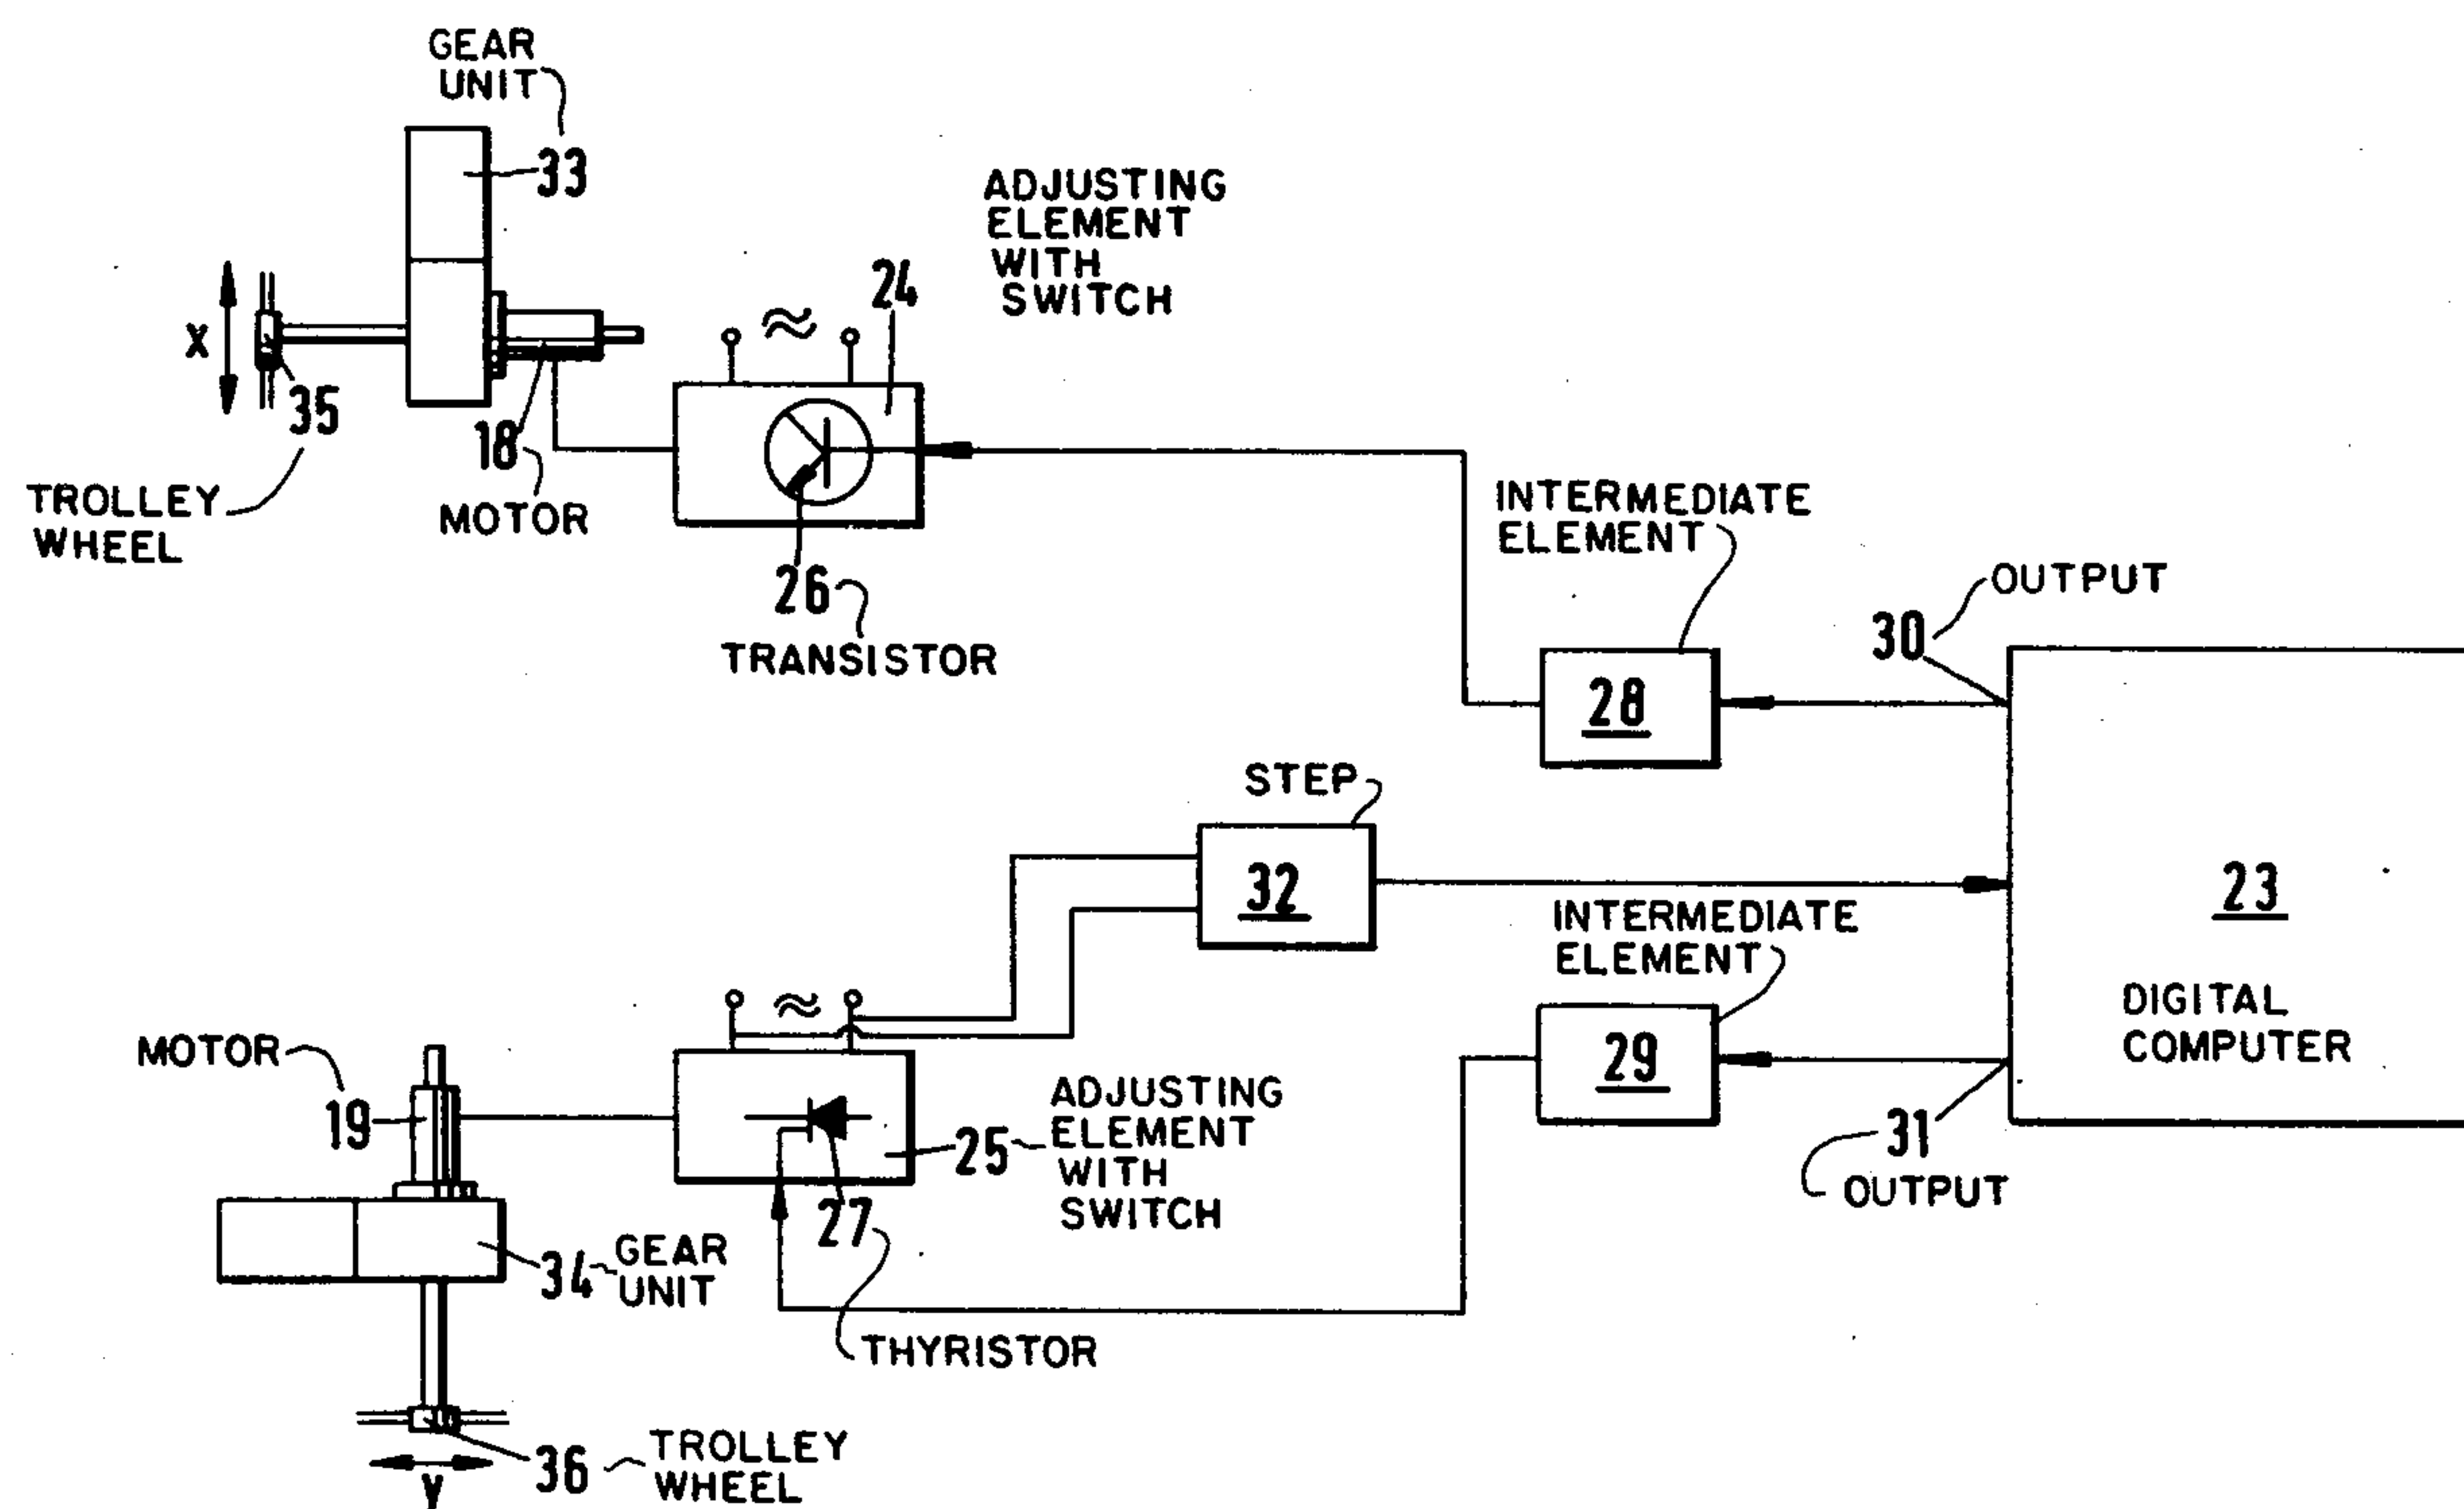 GEAR
UNIT
33
ADJUSTING
ELEMENT
WITH
SWITCH
24
X
35
18
TROLLEY
WHEEL
MOTOR
26
TRANSISTOR
INTERMEDIATE
ELEMENT
OUTPUT
30
28
STEP
32
23
INTERMEDIATE
ELEMENT
DIGITAL
COMPUTER
29
MOTOR
19
ADJUSTING
ELEMENT
WITH
SWITCH
25
31
OUTPUT
27
34
GEAR
UNIT
THYRISTOR
36
TROLLEY
WHEEL